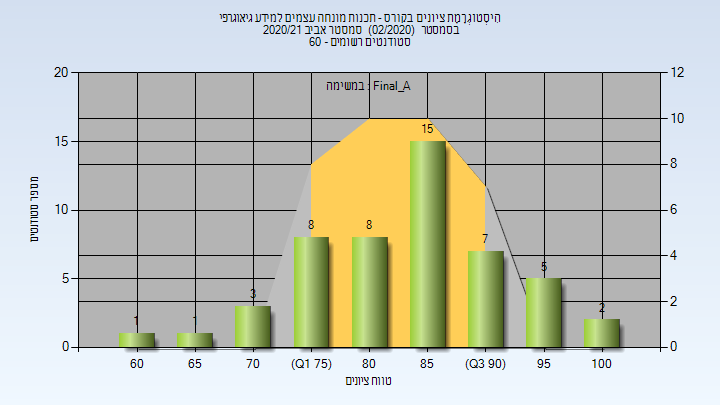 הִיסְטוֹגְרָמַת ציונים בקורס - תכנות מונחה עצמים למידע גיאוגרפי
בסמסטר (02/2020) סמסטר אביב 2020/21
סטודנטים רשומים - 60
במשימה : Final_A
20 12
15 10
10 8
5 6
0 4
2
0
מספר סטודנטים
1 1 3 8 8 15 7 5 2
60 65 70 (Q1 75) 80 85 (Q3 90) 95 100
טווח ציונים